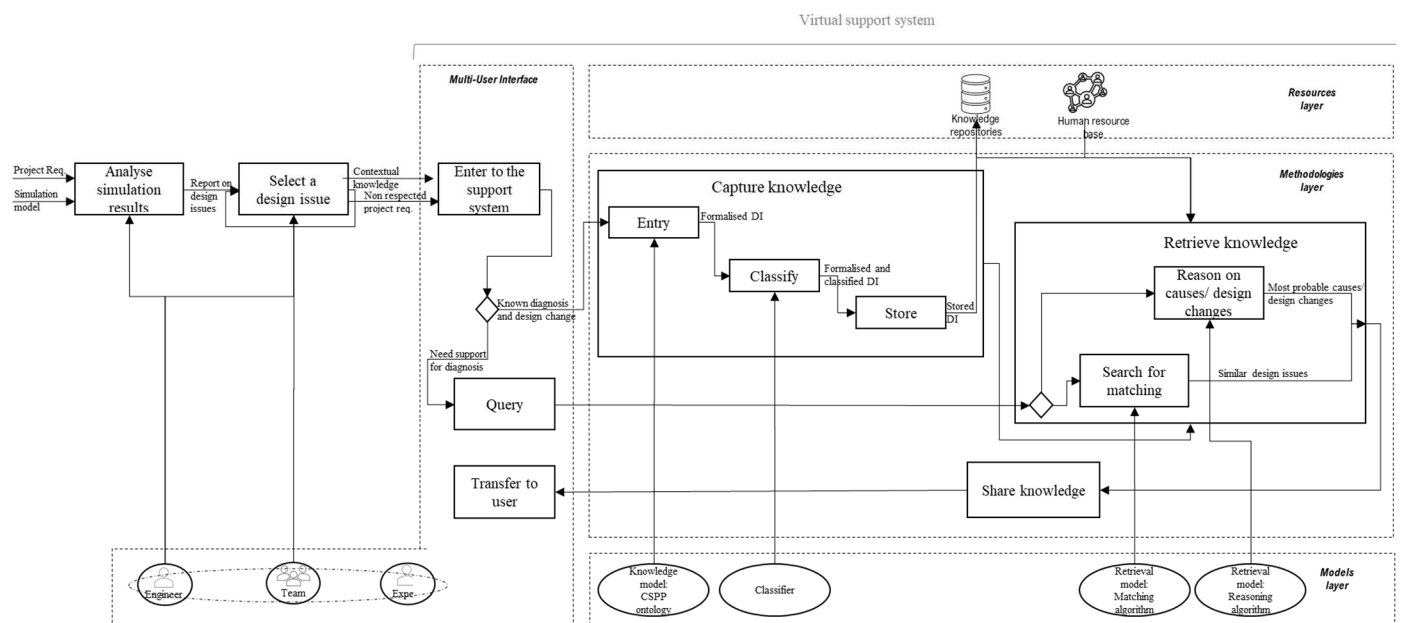 Virtual support system
Multi-User Interface
Resources
layer
Knowledge
repositories
Human resource
base
Methodologies
layer
Project Req.
Simulation
model
Analyse
simulation
results
Report on
design
issues
Select a
design issue
Contextual
knowledge
Non respected
project req.
Enter to the
support
system
Capture knowledge
Entry
Formalised DI
Classify
Formalised and
classified DI
Store
Stored
DI
Retrieve knowledge
Reason on
causes/ design
changes
Most probable causes/
design changes
Known diagnosis
and design change
Need support
for diagnosis
Query
Search for
matching
Similar design issues
Transfer to
user
Share knowledge
Engineer
Team
Expe
Knowledge
model:
CSPP
ontology
Classifier
Retrieval
model:
Matching
algorithm
Retrieval
model:
Reasoning
algorithm
Models
layer